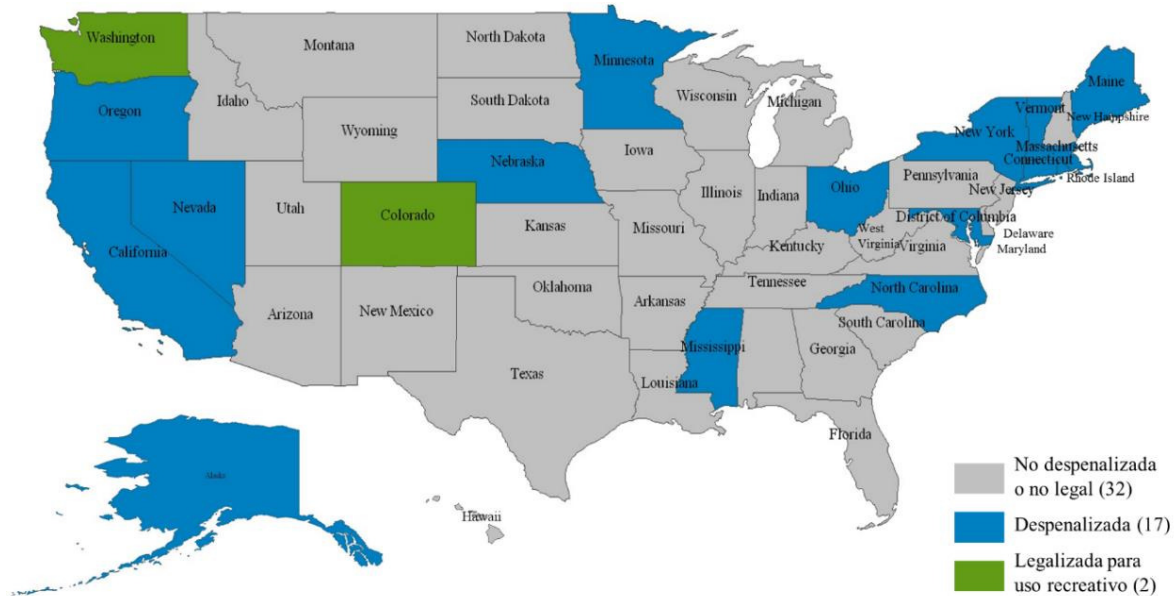 Washington
Montana
North Dakota
Minnesota
Maine
Oregon
Idaho
South Dakota
Wisconsin
Michigan
Vermont
New Happshire
New York
Wyoming
Massachusetts
Connecticut
Nebraska
Iowa
Rhode Island
Nevada
Utah
Colorado
Illinois
Indiana
Ohio
Pennsylvania
New Jersey
California
Kansas
Missouri
West
Virginia
District of Columbia
Virginia
Delaware
Maryland
Kentucky
Arizona
New Mexico
Oklahoma
Arkansas
Tennessee
North Carolina
South Carolina
Mississippi
Georgia
Texas
Louisiana
Florida
Alaska
Hawaii
No despenalizada
o no legal (32)
Despenalizada (17)
Legalizada para
uso recreativo (2)